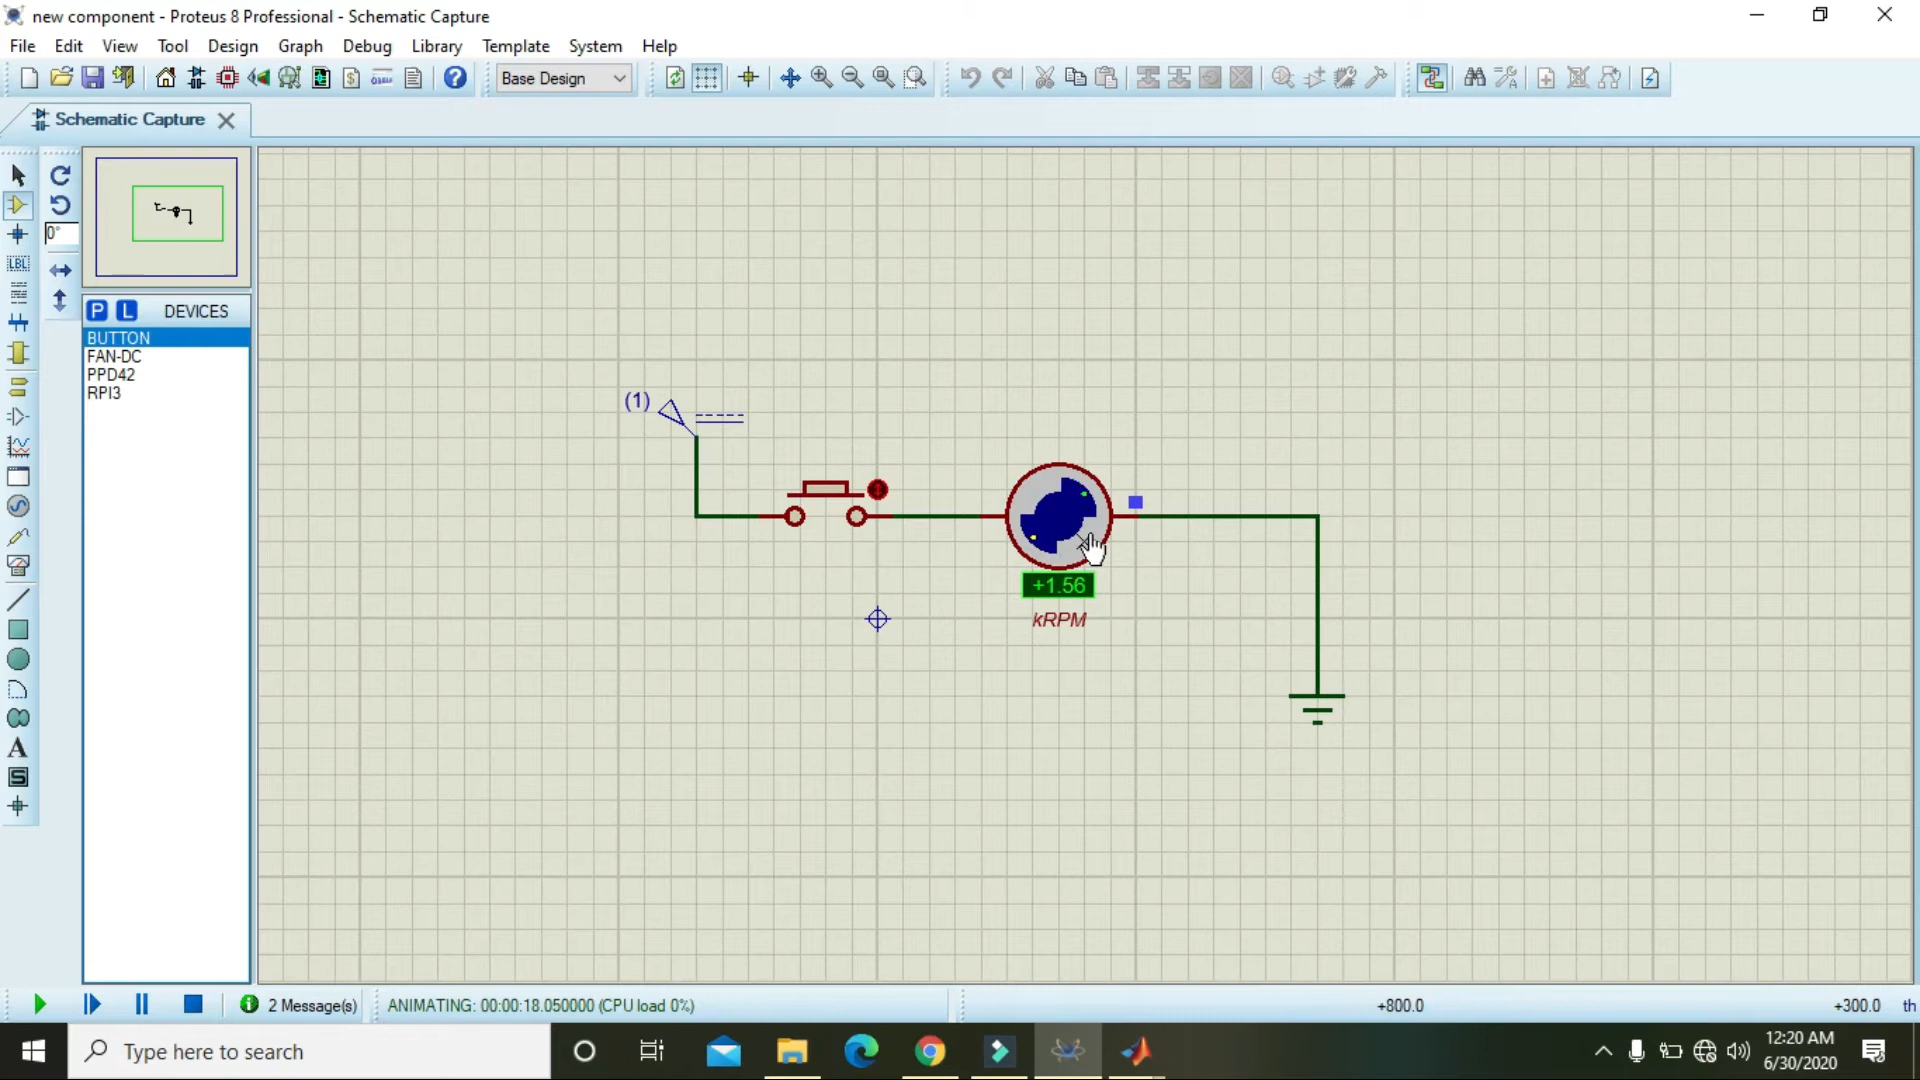 new component - Proteus 8 Professional - Schematic Capture
File Edit View Tool Design Graph Debug Library Template System Help
Base Design
Schematic Capture
0°
LBL
P L DEVICES
BUTTON
FAN-DC
PPD42
RPI3
A
S
(1)
+1.56
kRPM
2 Message(s)
ANIMATING: 00:00:18.050000 (CPU load 0%)
+800.0
+300.0
th
Type here to search
12:20 AM
6/30/2020